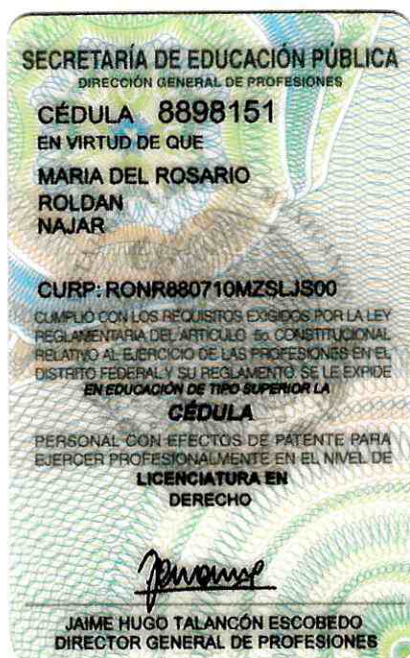 SECRETARÍA DE EDUCACIÓN PÚBLICA
DIRECCIÓN GENERAL DE PROFESIONES
CÉDULA 8898151
EN VIRTUD DE QUE
MARIA DEL ROSARIO
ROLDAN
NAJAR
CURP: RONR880710MZSLJS00
CUMPLIÓ CON LOS REQUISITOS EXIGIDOS POR LA LEY
REGLAMENTARIA DEL ARTÍCULO 5o. CONSTITUCIONAL
RELATIVO AL EJERCICIO DE LAS PROFESIONES EN EL
DISTRITO FEDERAL Y SU REGLAMENTO, SE LE EXPIDE
EN EDUCACIÓN DE TIPO SUPERIOR LA
CÉDULA
PERSONAL CON EFECTOS DE PATENTE PARA
EJERCER PROFESIONALMENTE EN EL NIVEL DE
LICENCIATURA EN
DERECHO
JAIME HUGO TALANCÓN ESCOBEDO
DIRECTOR GENERAL DE PROFESIONES